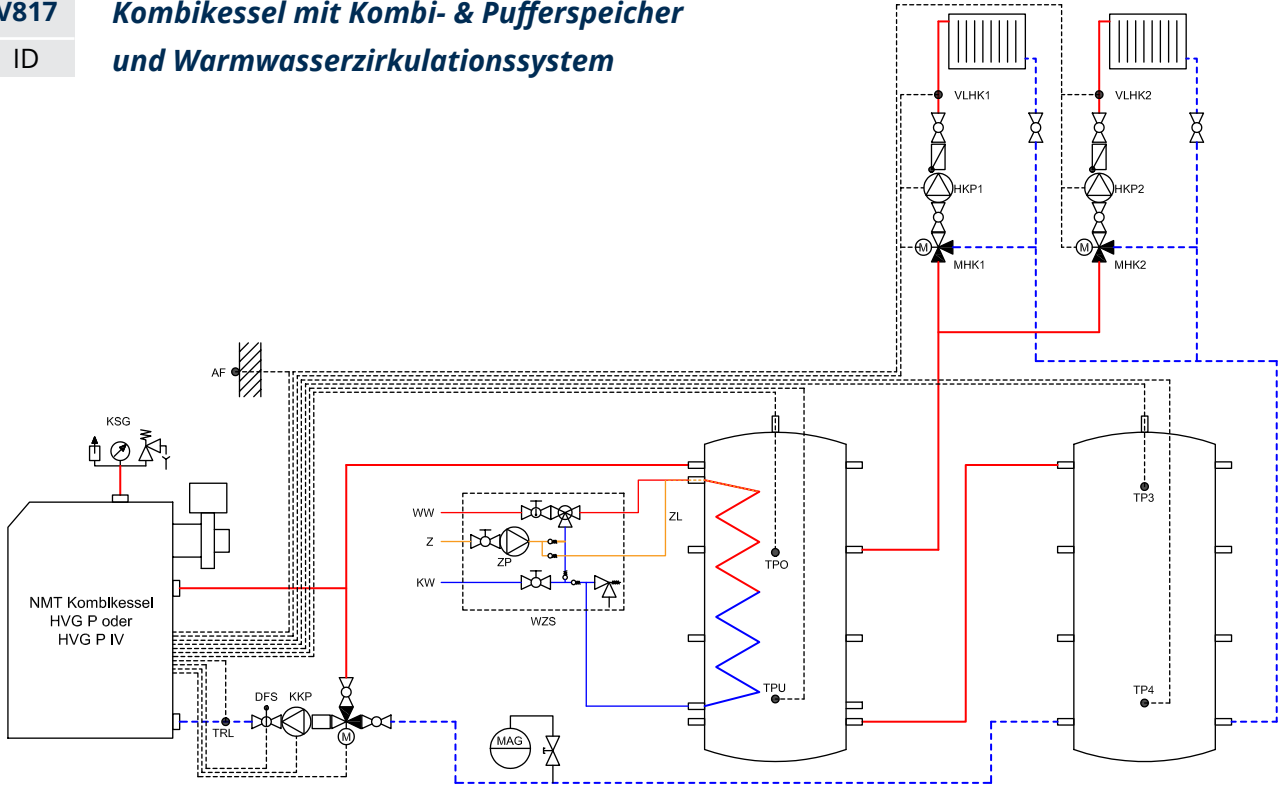 V817
Kombikessel mit Kombi- & Pufferspeicher
ID
und Warmwasserzirkulationssystem
VLHK1
VLHK2
HKP1
HKP2
M
M
MHK1
MHK2
AF
KSG
TP3
WW
ZL
Z
ZP
TPO
KW
NMT Kombikessel
HVG P oder
HVG P IV
WZS
TPU
TP4
DFS
KKP
TRL
M
MAG